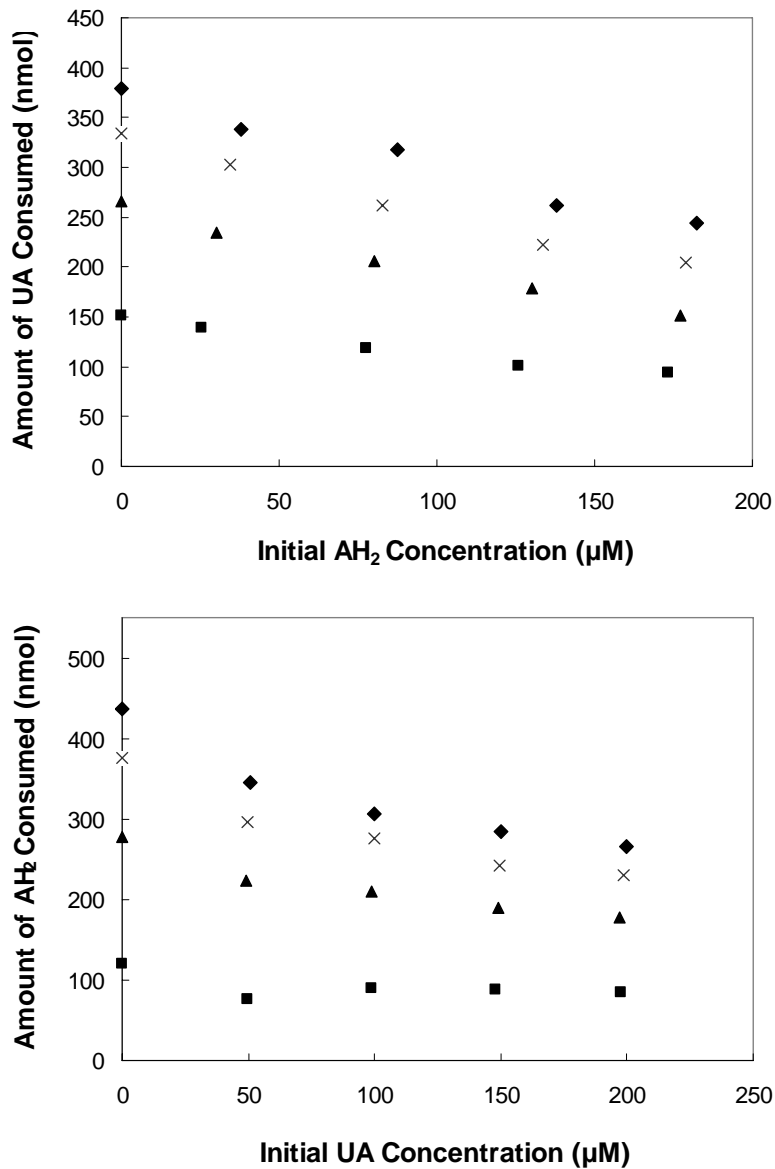 450
400
350
300
250
200
150
100
50
0
Amount of UA Consumed (nmol)
0 50 100 150 200
Initial AH₂ Concentration (µM)
500
400
300
200
100
0
Amount of AH₂ Consumed (nmol)
0 50 100 150 200 250
Initial UA Concentration (µM)